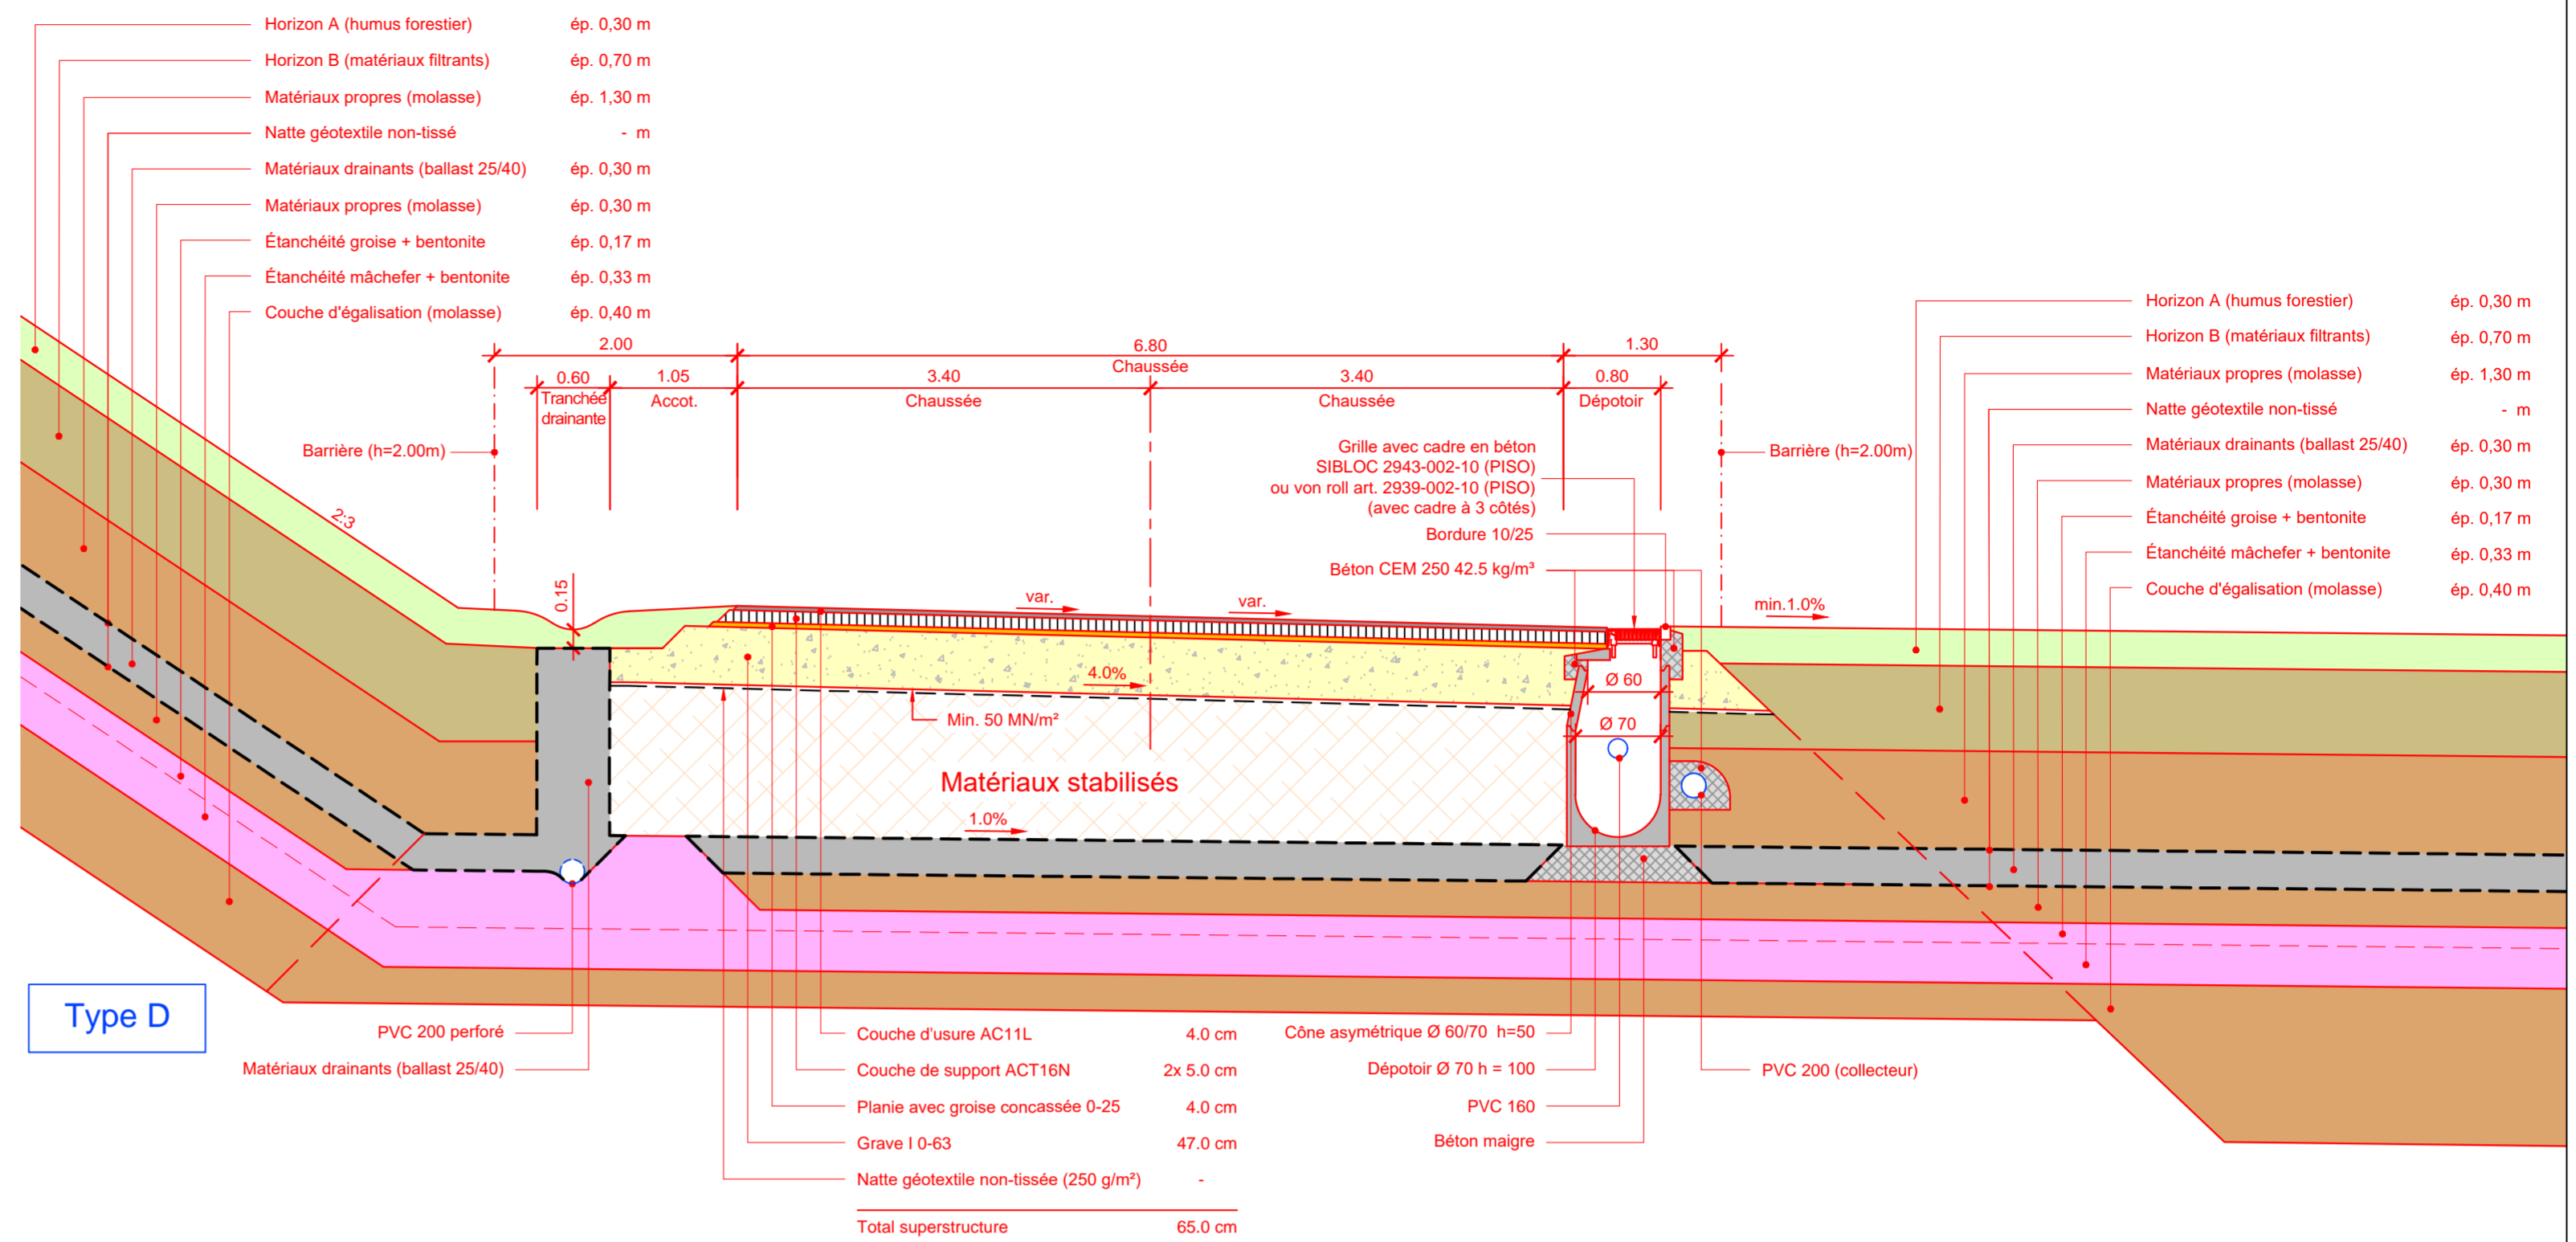 Horizon A (humus forestier) ép. 0,30 m
Horizon B (matériaux filtrants) ép. 0,70 m
Matériaux propres (molasse) ép. 1,30 m
Natte géotextile non-tissé - m
Matériaux drainants (ballast 25/40) ép. 0,30 m
Matériaux propres (molasse) ép. 0,30 m
Étanchéité groise + bentonite ép. 0,17 m
Étanchéité mâchefer + bentonite ép. 0,33 m
Couche d'égalisation (molasse) ép. 0,40 m
Horizon A (humus forestier) ép. 0,30 m
Horizon B (matériaux filtrants) ép. 0,70 m
Matériaux propres (molasse) ép. 1,30 m
Natte géotextile non-tissé - m
Matériaux drainants (ballast 25/40) ép. 0,30 m
Matériaux propres (molasse) ép. 0,30 m
Étanchéité groise + bentonite ép. 0,17 m
Étanchéité mâchefer + bentonite ép. 0,33 m
Couche d'égalisation (molasse) ép. 0,40 m
2.00 6.80 1.30
Chaussée
0.60 1.05 3.40 3.40 0.80
Tranchée
drainante
Accot. Chaussée Chaussée Dépotoir
Barrière (h=2.00m)
Barrière (h=2.00m)
Grille avec cadre en béton
SIBLOC 2943-002-10 (PISO)
ou von roll art. 2939-002-10 (PISO)
(avec cadre à 3 côtés)
Bordure 10/25
Béton CEM 250 42.5 kg/m³
2:3
0.15
var. var.
min.1.0%
4.0%
Ø 60
Min. 50 MN/m²
Ø 70
Matériaux stabilisés
1.0%
Type D
PVC 200 perforé
Matériaux drainants (ballast 25/40)
Couche d'usure AC11L 4.0 cm
Couche de support ACT16N 2x 5.0 cm
Planie avec groise concassée 0-25 4.0 cm
Grave I 0-63 47.0 cm
Natte géotextile non-tissée (250 g/m²) -
Total superstructure 65.0 cm
Cône asymétrique Ø 60/70 h=50
Dépotoir Ø 70 h = 100
PVC 160
Béton maigre
PVC 200 (collecteur)